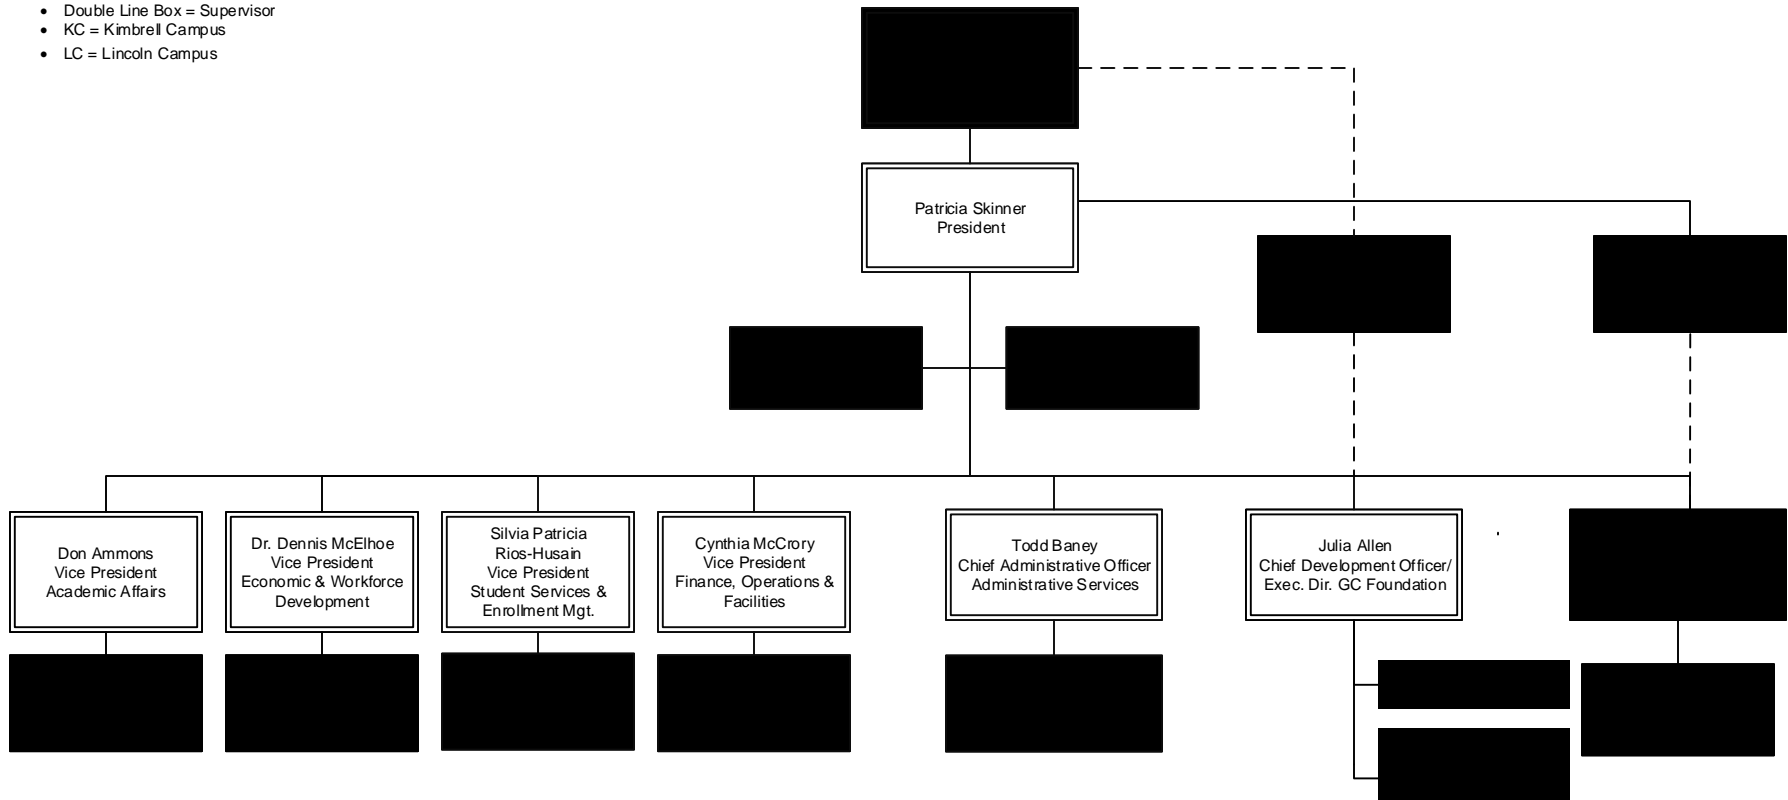 • Double Line Box = Supervisor
• KC = Kimbrell Campus
• LC = Lincoln Campus
Patricia Skinner
President
Don Ammons
Vice President
Academic Affairs
Dr. Dennis McElhoe
Vice President
Economic & Workforce
Development
Silvia Patricia
Rios-Husain
Vice President
Student Services &
Enrollment Mgt.
Cynthia McCrory
Vice President
Finance, Operations &
Facilities
Todd Baney
Chief Administrative Officer
Administrative Services
Julia Allen
Chief Development Officer/
Exec. Dir. GC Foundation